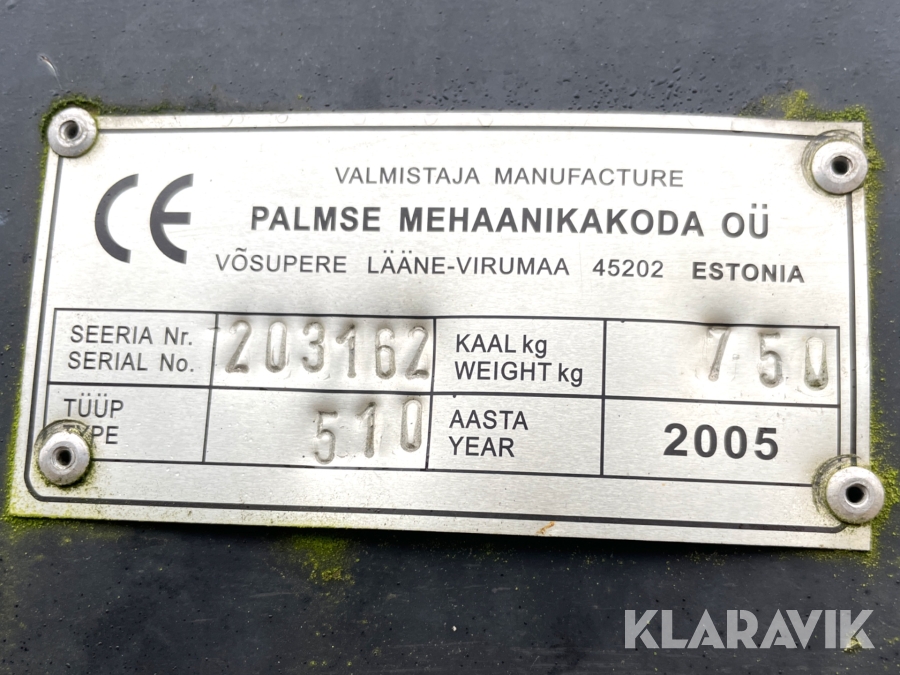 CE
VALMISTAJA MANUFACTURE
PALMSE MEHAANIKAKODA OÜ
VÕSUPERE LÄÄNE-VIRUMAA 45202 ESTONIA
SEERIA Nr.
SERIAL No.
203162
KAAL kg
WEIGHT kg
750
TÜÜP
TYPE
510
AASTA
YEAR
2005
KLARAVIK